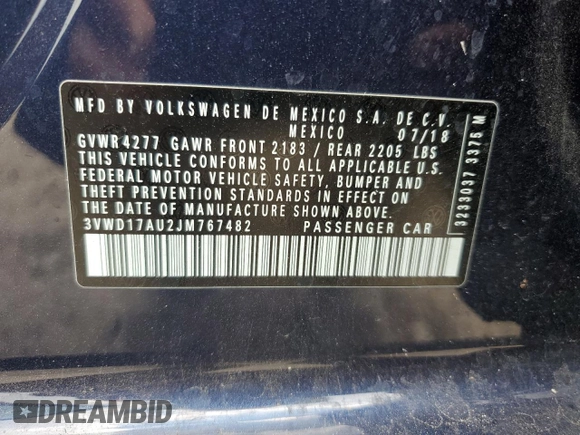 MFD BY VOLKSWAGEN DE MEXICO S.A. DE C.V.
MEXICO 07/18
GVWR 4277 GAWR FRONT 2183 / REAR 2205 LBS
THIS VEHICLE CONFORMS TO ALL APPLICABLE U.S.
FEDERAL MOTOR VEHICLE SAFETY, BUMPER AND
THEFT PREVENTION STANDARDS IN EFFECT ON
THE DATE OF MANUFACTURE SHOWN ABOVE.
3VWD17AU2JM767482 PASSENGER CAR
3233037 3375 M
DREAMBID